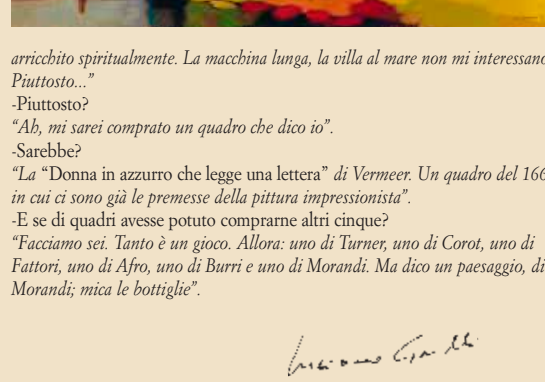 arricchito spiritualmente. La macchina lunga, la villa al mare non mi interessano
Piuttosto...”
-Piuttosto?
“Ah, mi sarei comprato un quadro che dico io”.
-Sarebbe?
“La “Donna in azzurro che legge una lettera” di Vermeer. Un quadro del 166
in cui ci sono già le premesse della pittura impressionista”.
-E se di quadri avesse potuto comprarne altri cinque?
“Facciamo sei. Tanto è un gioco. Allora: uno di Turner, uno di Corot, uno di
Fattori, uno di Afro, uno di Burri e uno di Morandi. Ma dico un paesaggio, di
Morandi; mica le bottiglie”.